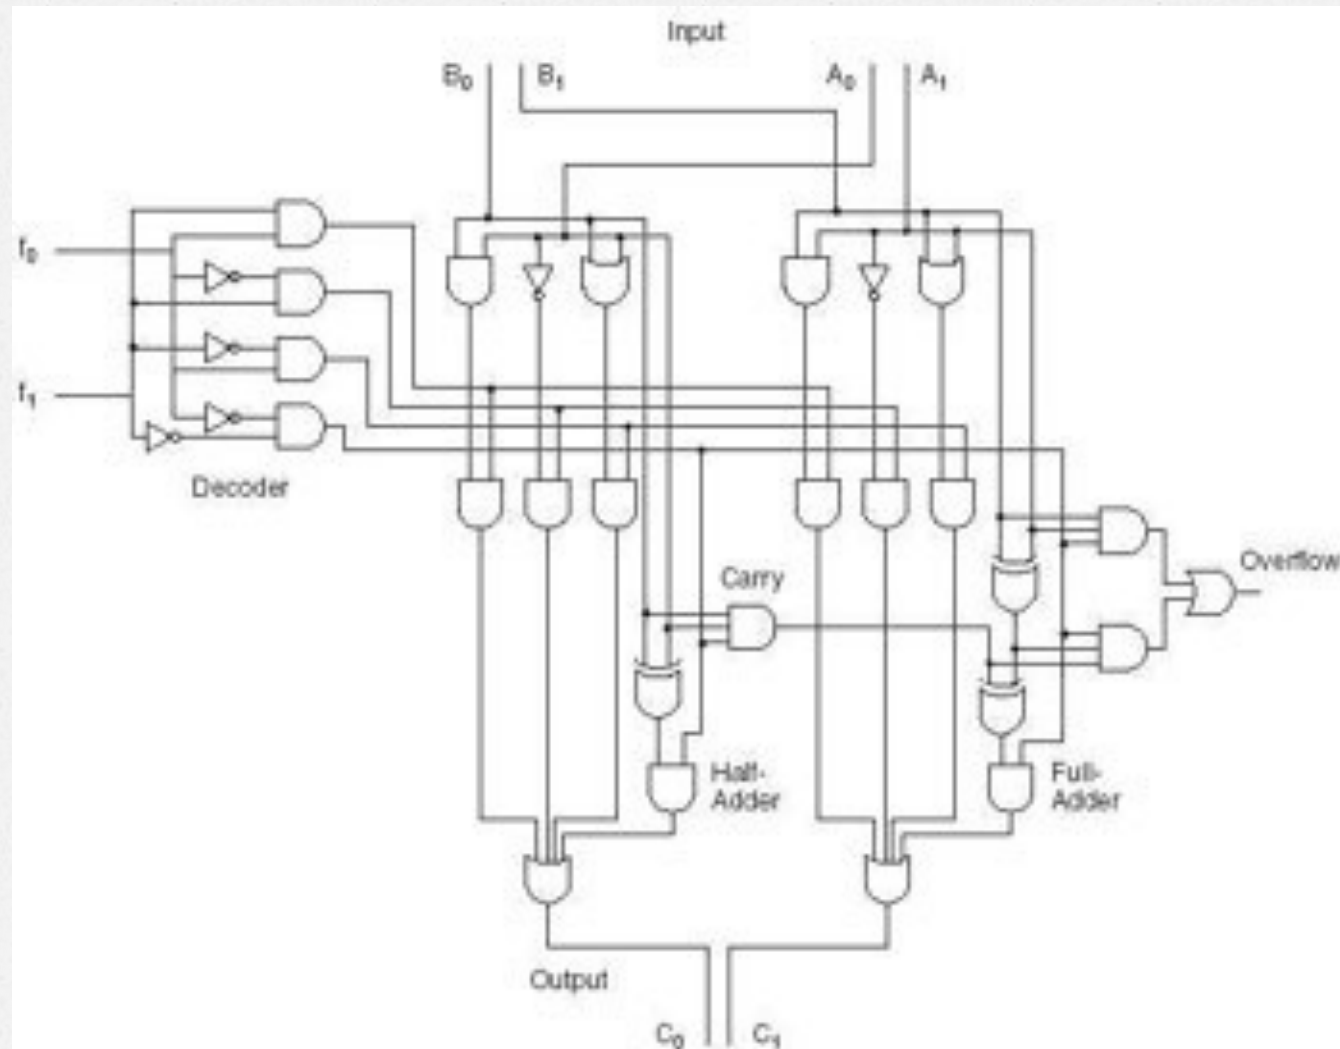 Input
B0 B1 A0 A1
f0
f1
Decoder
Overflow
Carry
Half-
Adder
Full-
Adder
Output
C0 C1